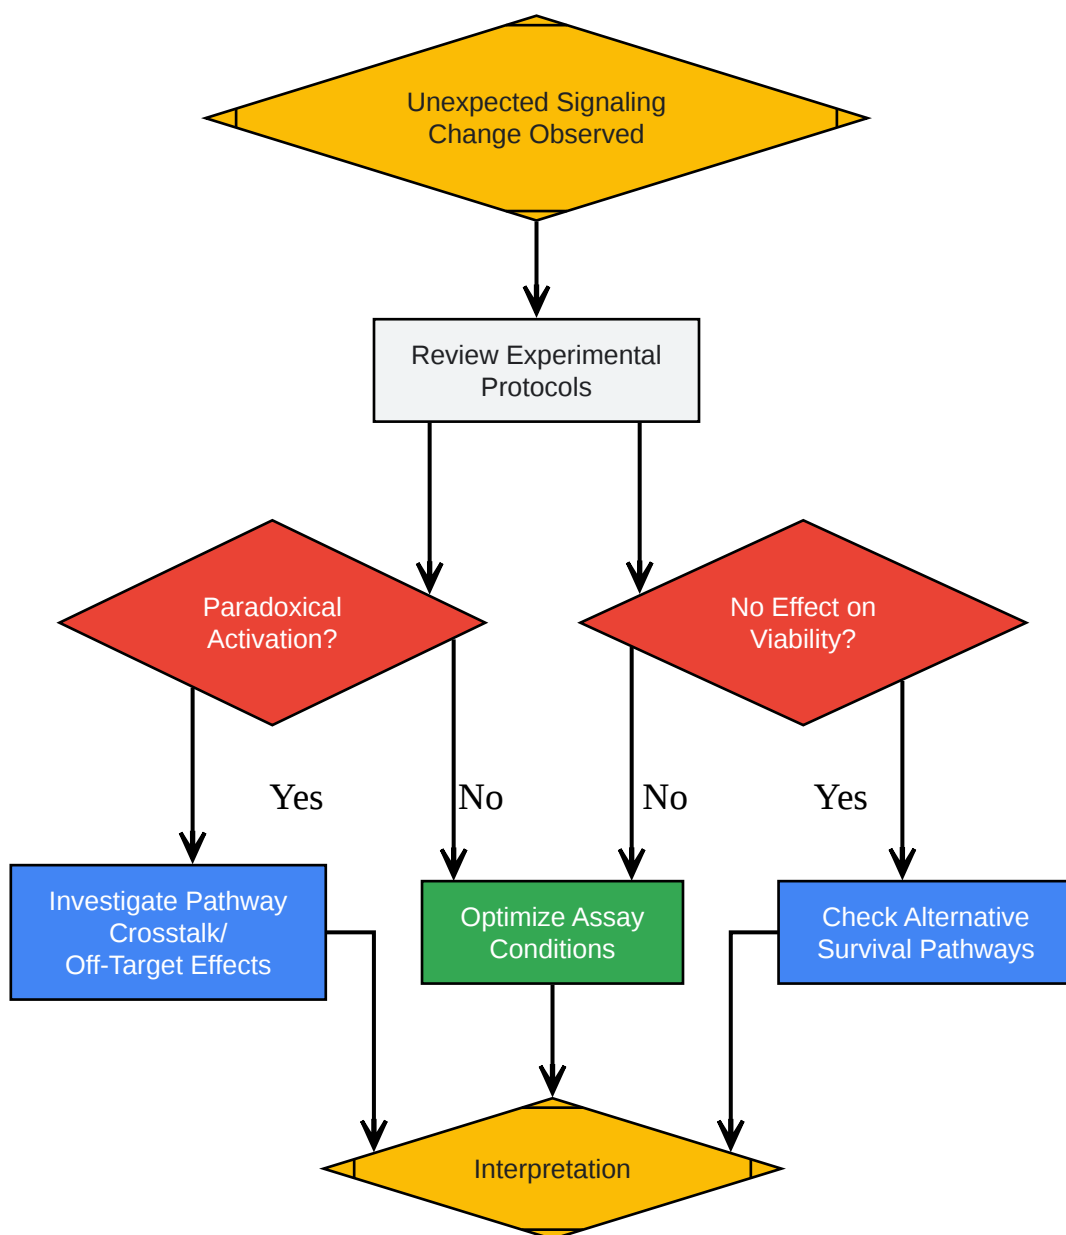 Unexpected Signaling
Change Observed
Review Experimental
Protocols
Paradoxical
Activation?
No Effect on
Viability?
Yes
No
No
Yes
Investigate Pathway
Crosstalk/
Off-Target Effects
Optimize Assay
Conditions
Check Alternative
Survival Pathways
Interpretation